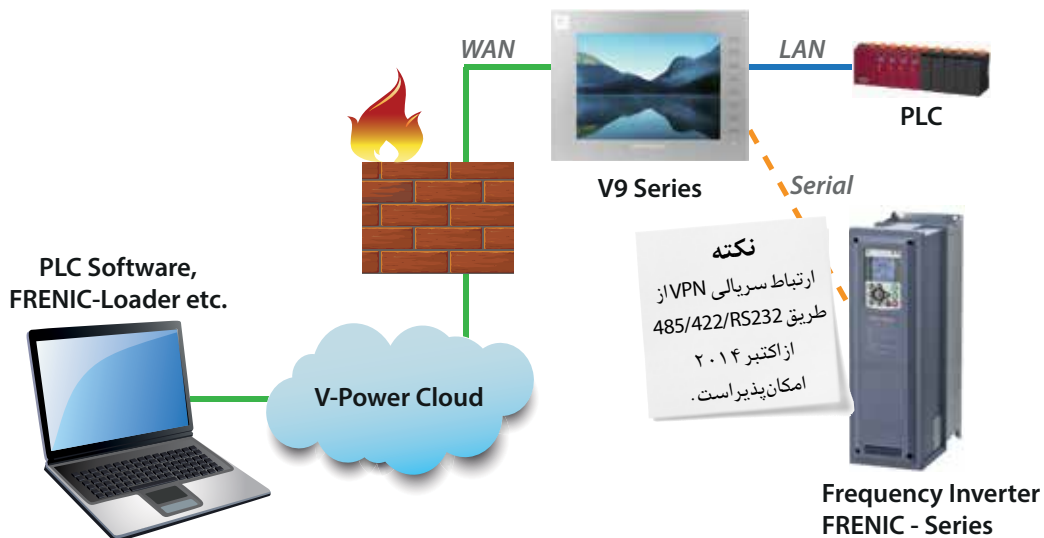 WAN
LAN
PLC
V9 Series
Serial
نکته
ارتباط سریالی VPN از
طریق 485/422/RS232
از اکتبر ۲۰۱۴
امکان‌پذیر است.
PLC Software,
FRENIC-Loader etc.
V-Power Cloud
Frequency Inverter
FRENIC - Series